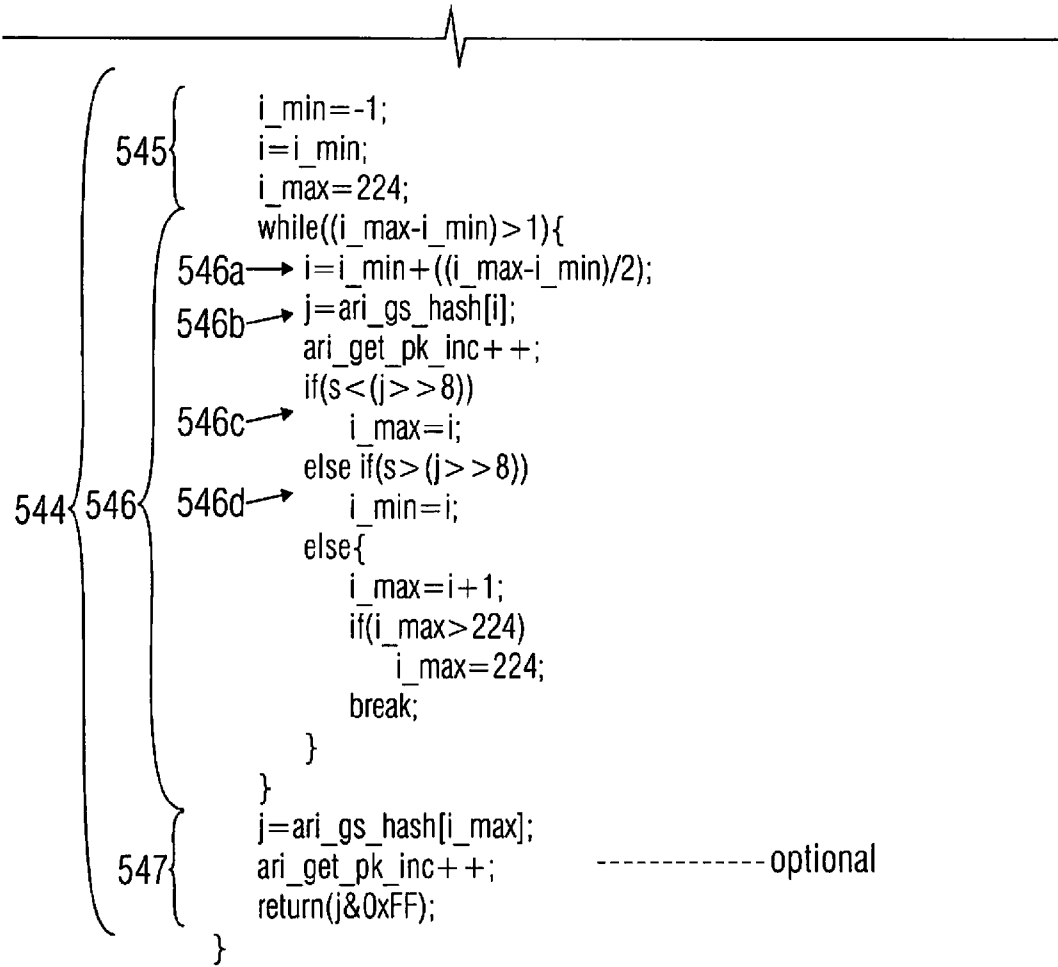 i_min=-1;
545 i=i_min;
i_max=224;
while((i_max-i_min)>1){
546a i=i_min+((i_max-i_min)/2);
546b j=ari_gs_hash[i];
ari_get_pk_inc++;
if(s<(j>>8))
546c i_max=i;
else if(s>(j>>8))
544 546 546d i_min=i;
else{
i_max=i+1;
if(i_max>224)
i_max=224;
break;
}
}
j=ari_gs_hash[i_max];
547 ari_get_pk_inc++; ------------- optional
return(j&0xFF);
}